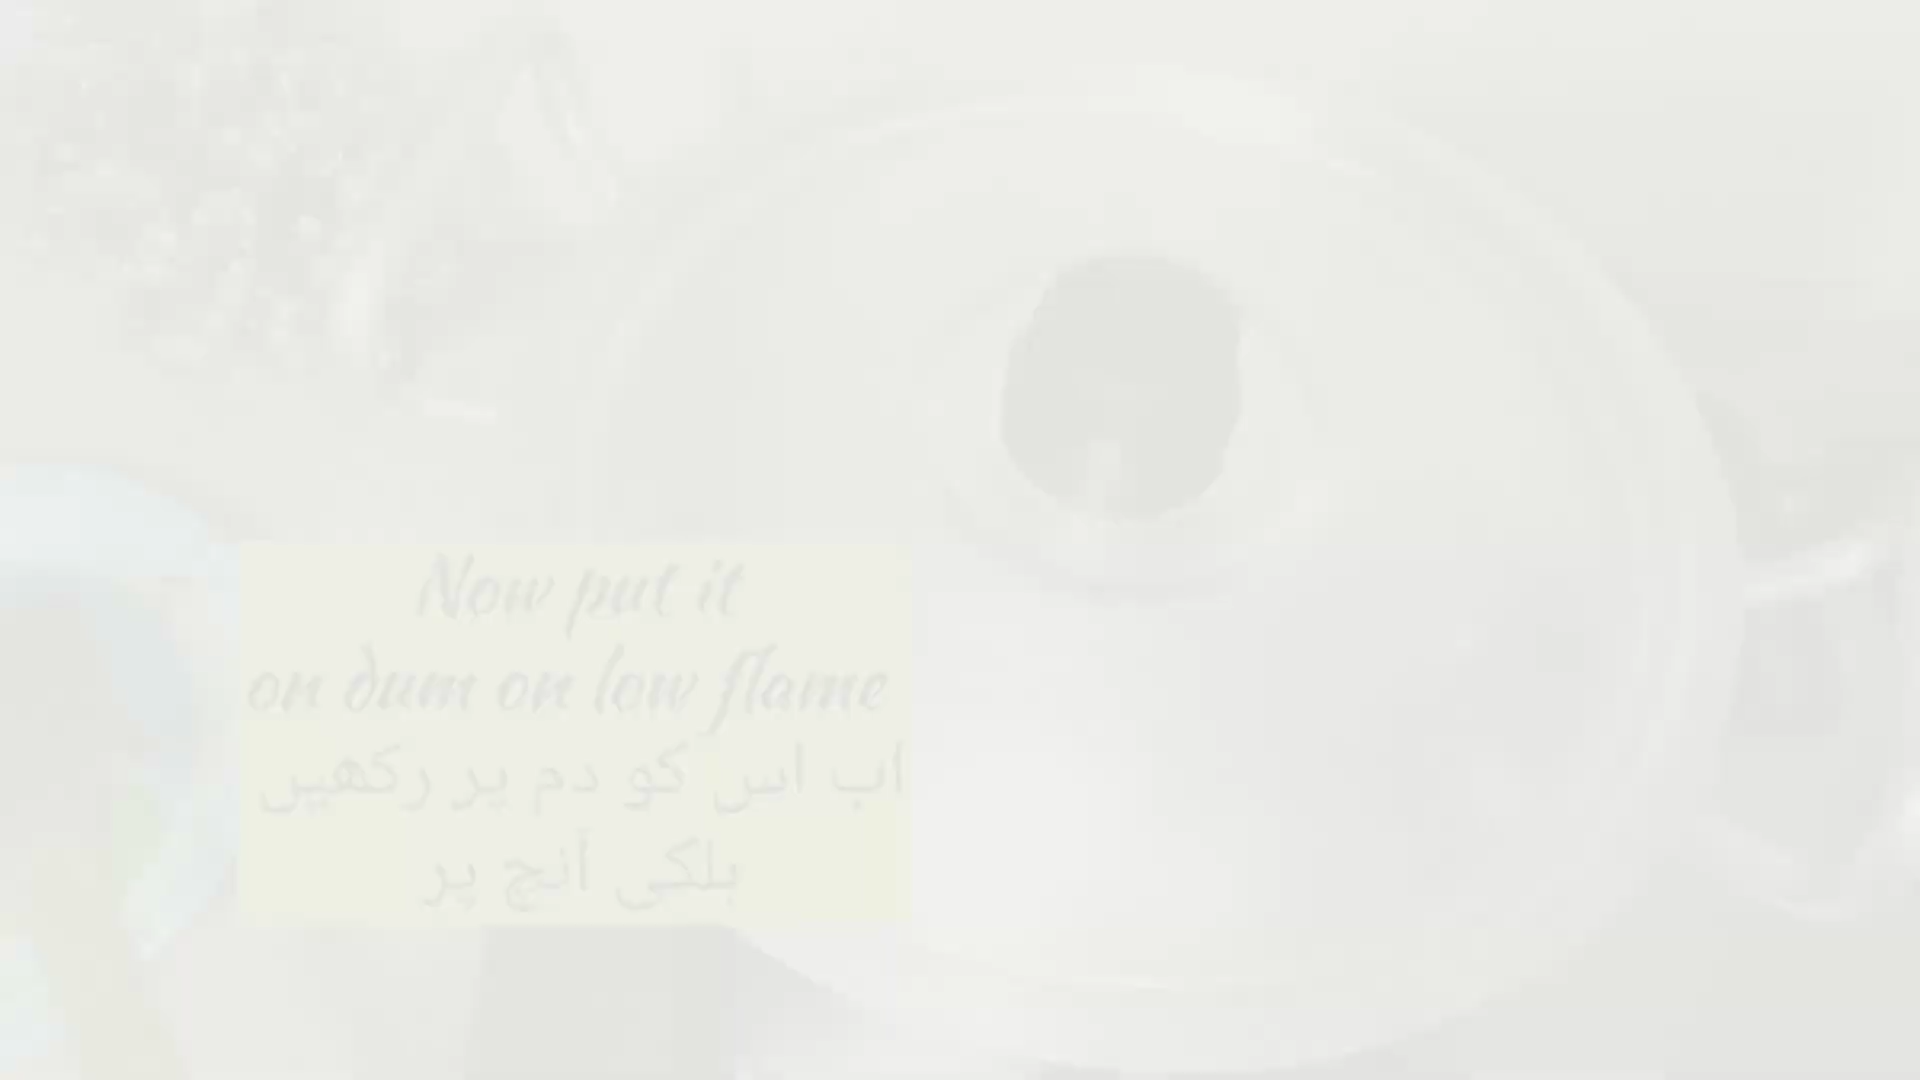 Now put it
on dum on low flame
اب اس کو دم پر رکھیں
ہلکی آنچ پر